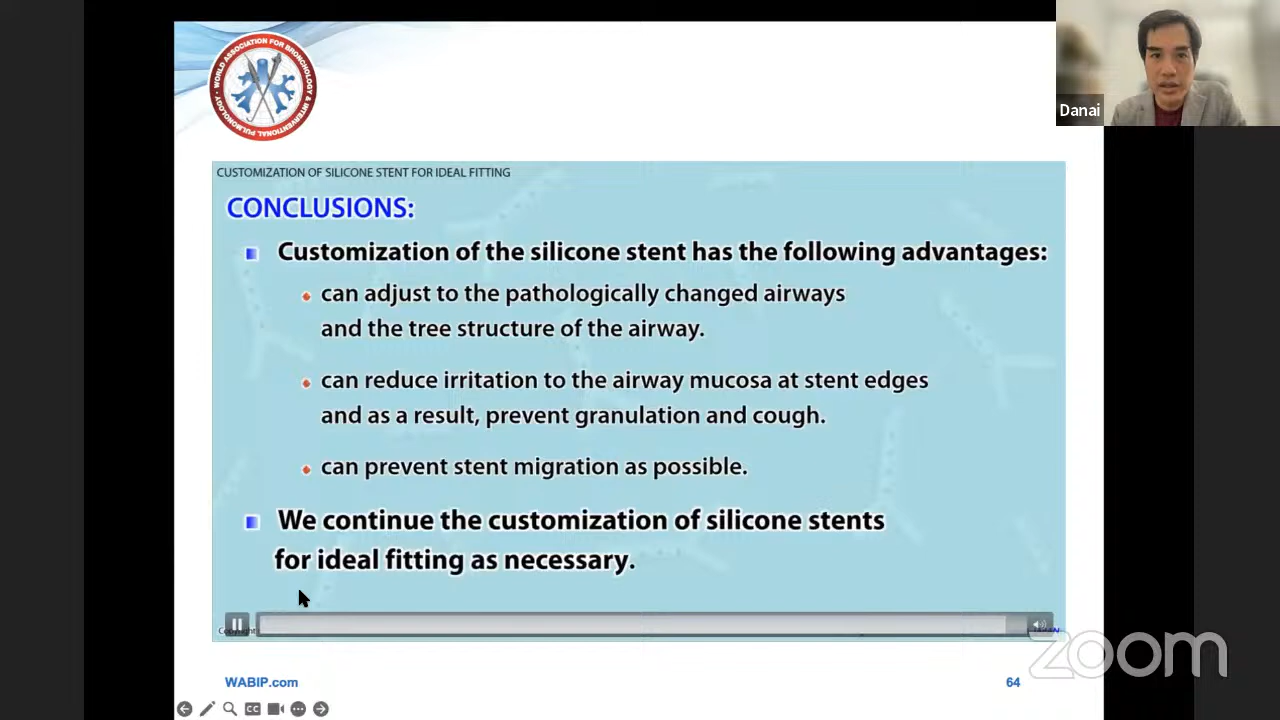 WORLD ASSOCIATION FOR BRONCHOLOGY & INTERVENTIONAL PULMONOLOGY
Danai
CUSTOMIZATION OF SILICONE STENT FOR IDEAL FITTING
CONCLUSIONS:
Customization of the silicone stent has the following advantages:
can adjust to the pathologically changed airways
and the tree structure of the airway.
can reduce irritation to the airway mucosa at stent edges
and as a result, prevent granulation and cough.
can prevent stent migration as possible.
We continue the customization of silicone stents
for ideal fitting as necessary.
zoom
WABIP.com
64
CC